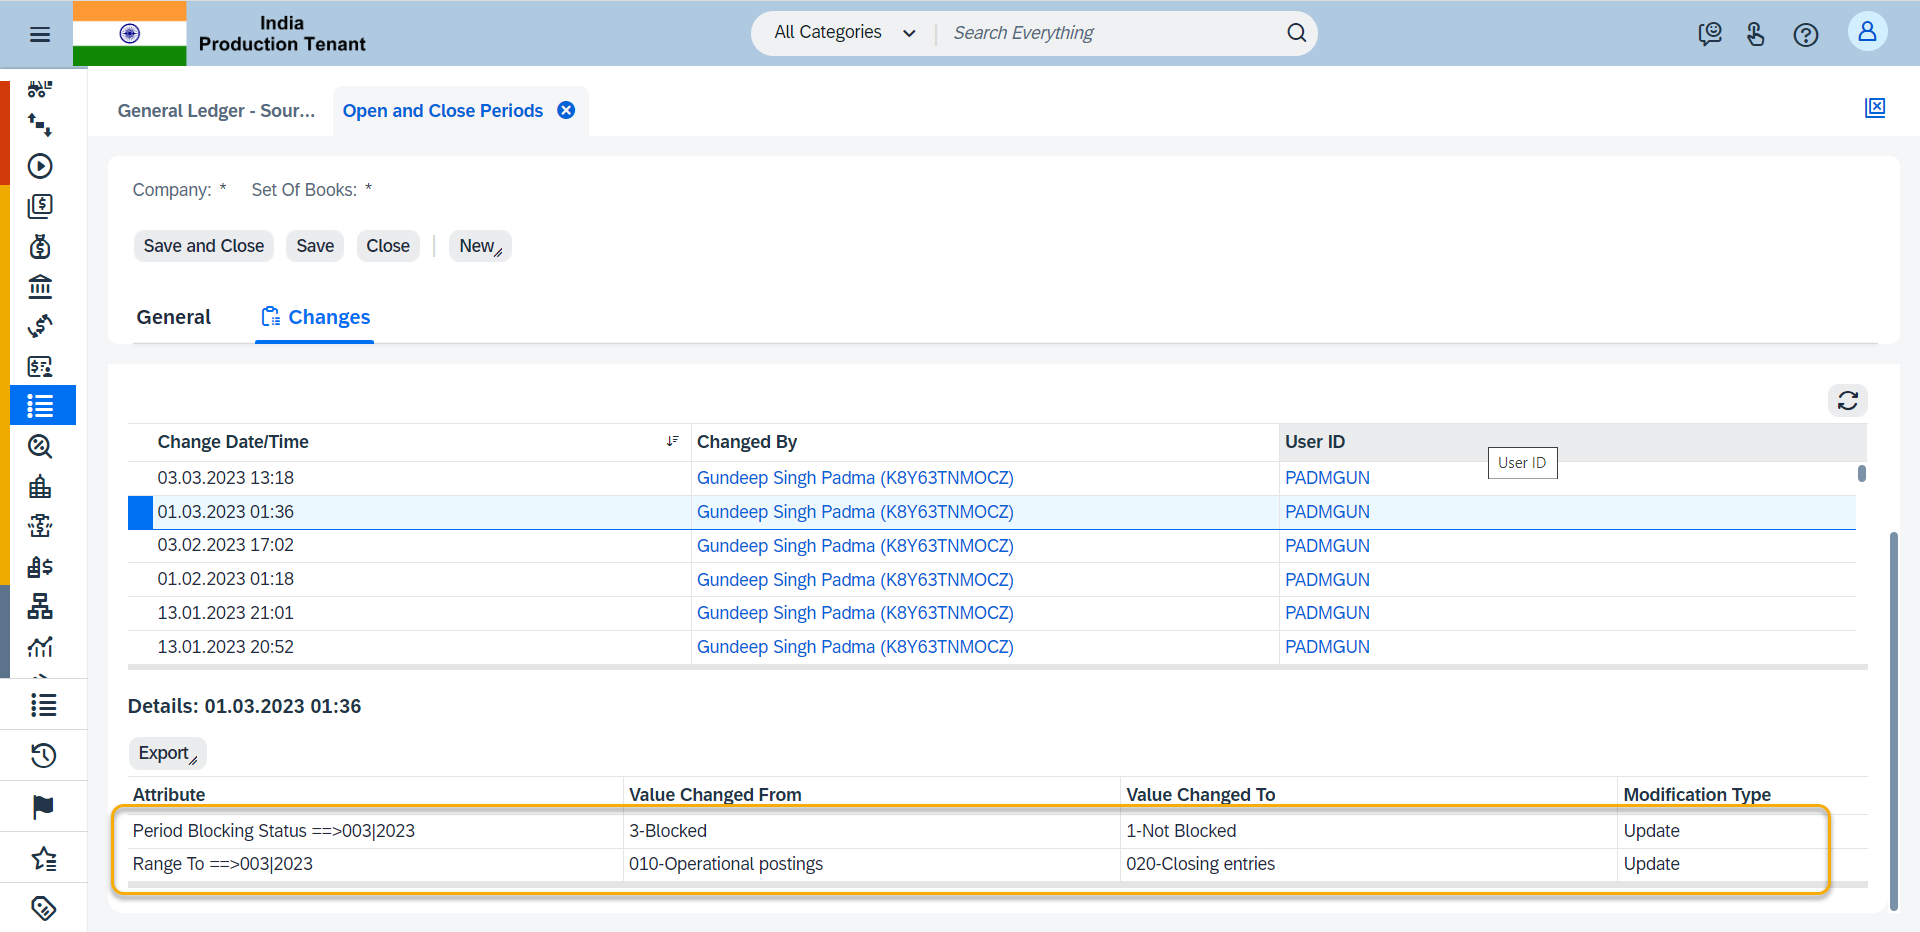 India
Production Tenant
All Categories
Search Everything
General Ledger - Sour...
Open and Close Periods
Company: * Set Of Books: *
Save and Close Save Close New
General Changes
Change Date/Time Changed By User ID
User ID
03.03.2023 13:18 Gundeep Singh Padma (K8Y63TNMOCZ) PADMGUN
01.03.2023 01:36 Gundeep Singh Padma (K8Y63TNMOCZ) PADMGUN
03.02.2023 17:02 Gundeep Singh Padma (K8Y63TNMOCZ) PADMGUN
01.02.2023 01:18 Gundeep Singh Padma (K8Y63TNMOCZ) PADMGUN
13.01.2023 21:01 Gundeep Singh Padma (K8Y63TNMOCZ) PADMGUN
13.01.2023 20:52 Gundeep Singh Padma (K8Y63TNMOCZ) PADMGUN
Details: 01.03.2023 01:36
Export
Attribute Value Changed From Value Changed To Modification Type
Period Blocking Status ==>003|2023 3-Blocked 1-Not Blocked Update
Range To ==>003|2023 010-Operational postings 020-Closing entries Update